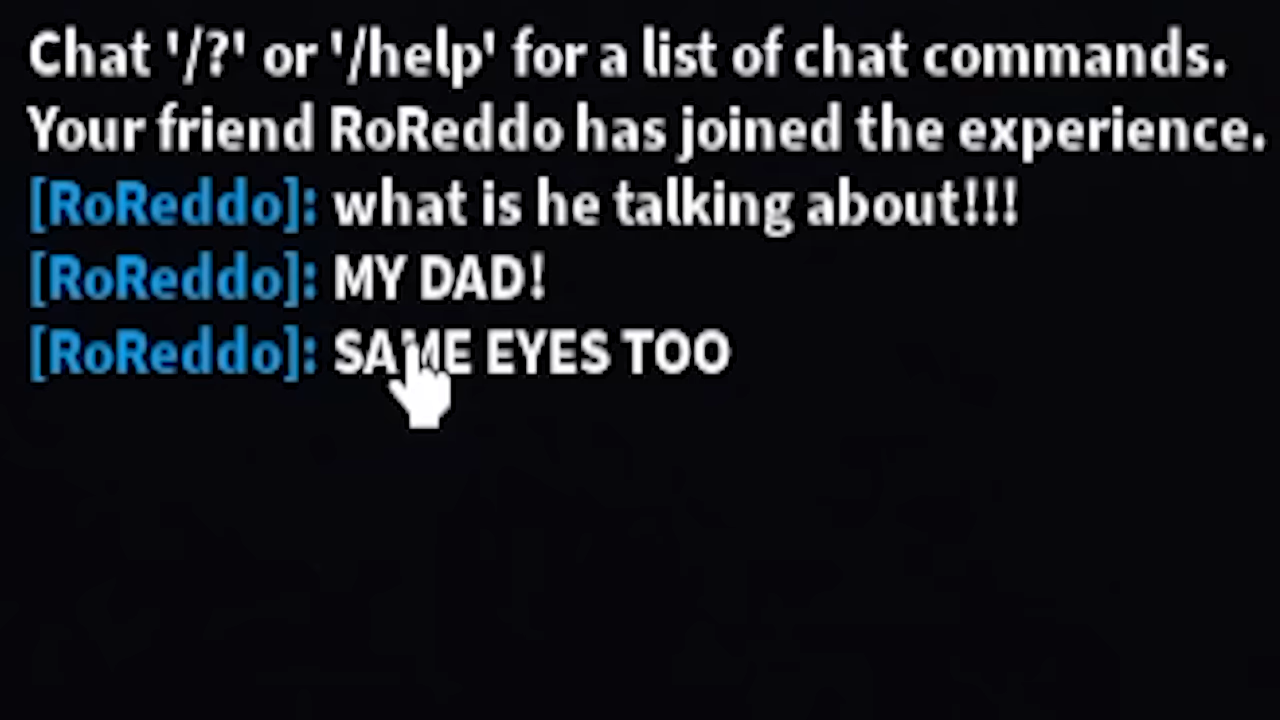 Chat '/?' or '/help' for a list of chat commands.
Your friend RoReddo has joined the experience.
[RoReddo]: what is he talking about!!!
[RoReddo]: MY DAD!
[RoReddo]: SAME EYES TOO